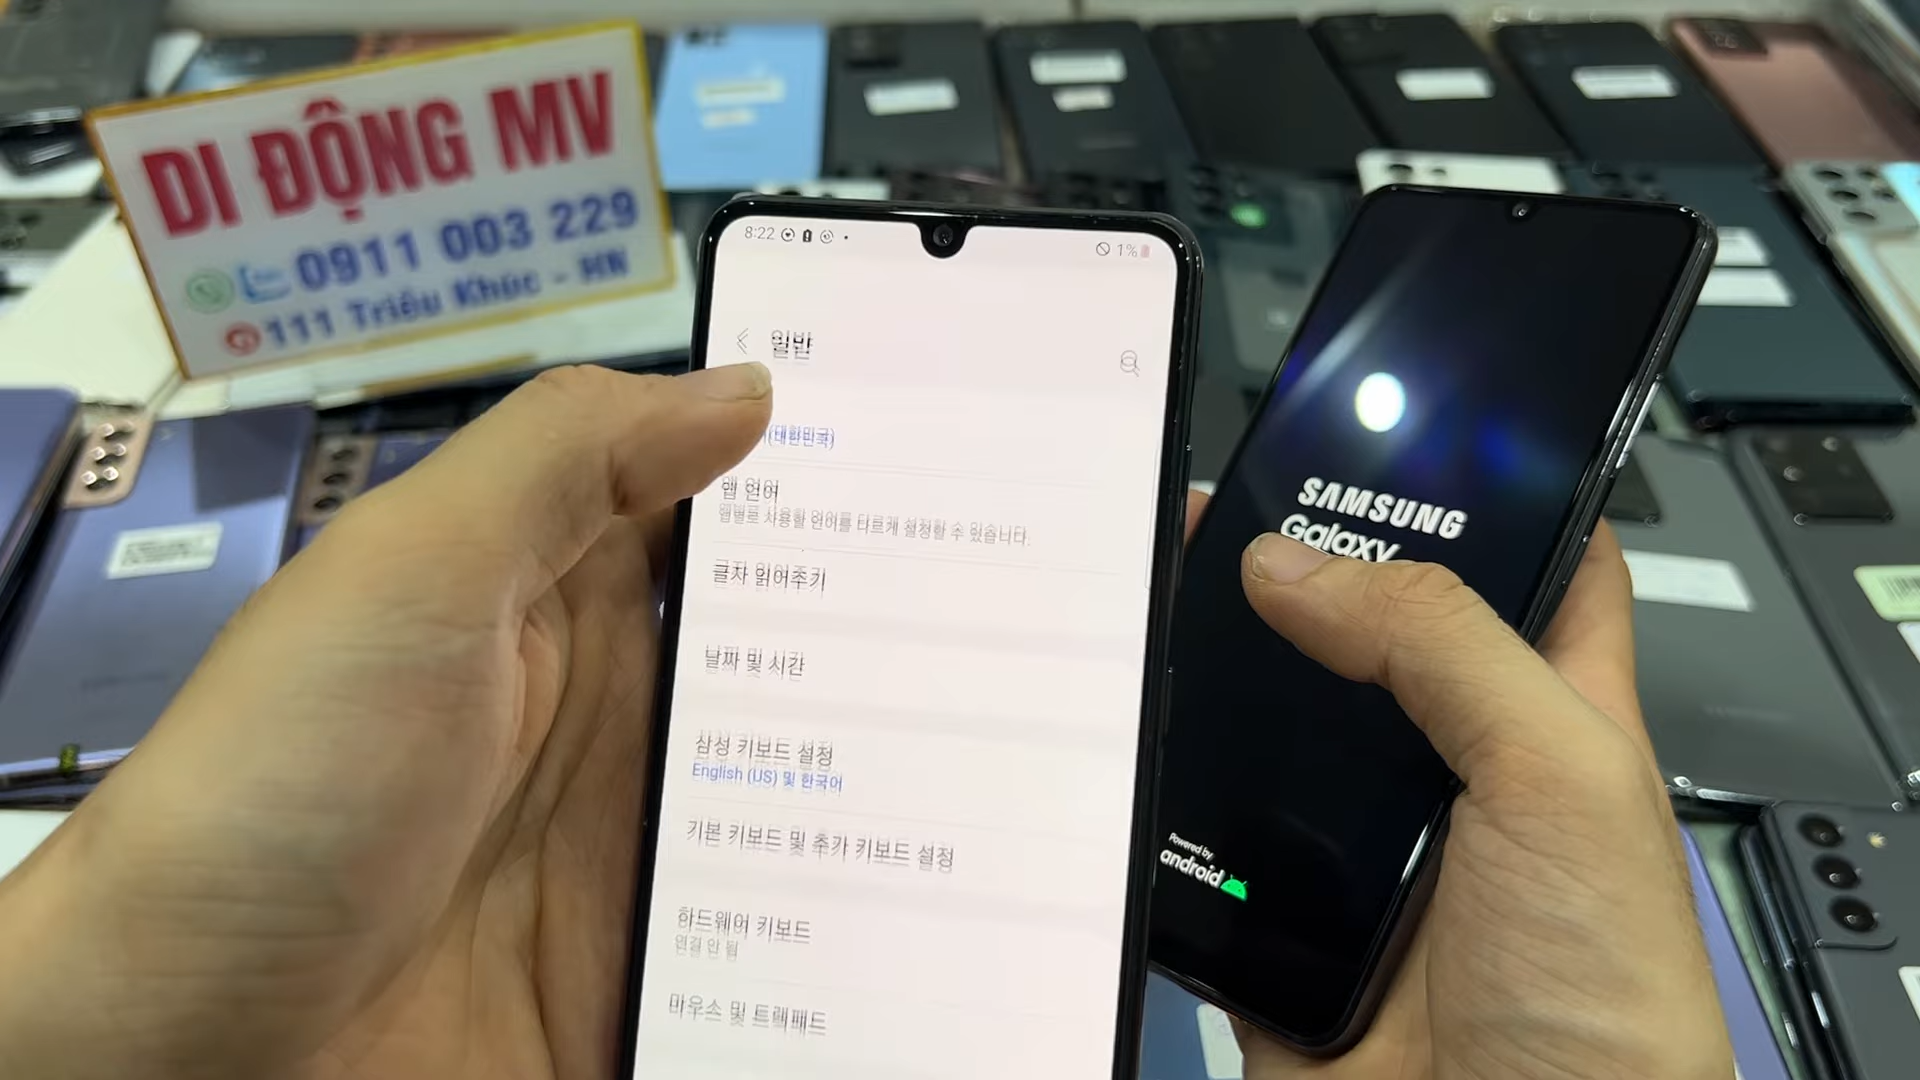 DI ĐỘNG MV
0911 003 229
111 Triều Khúc - HN
8:22
1%
일반
(대한민국)
앱 언어
앱별로 사용할 언어를 다르게 설정할 수 있습니다.
글자 읽어주기
날짜 및 시간
삼성 키보드 설정
English (US) 및 한국어
기본 키보드 및 추가 키보드 설정
하드웨어 키보드
연결 안 됨
마우스 및 트랙패드
SAMSUNG
Galaxy
Powered by
android